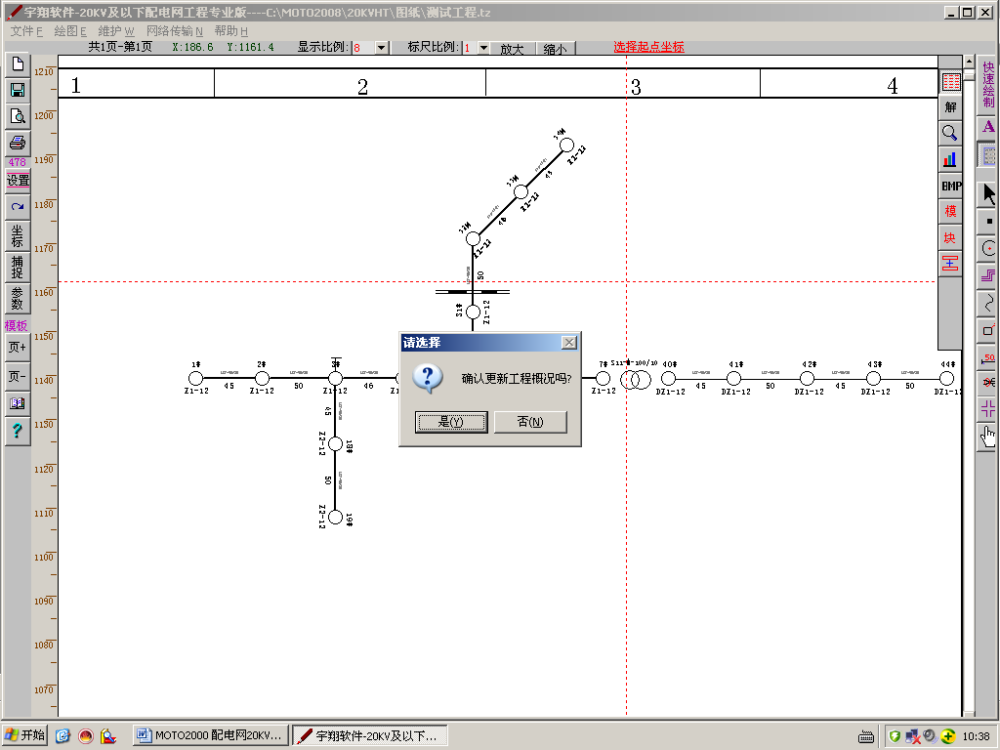 宇翔软件-20KV及以下配电网工程专业版----C:\MOTO2008\20KVHT\图纸\测试工程.tz
文件F 绘图E 维护W 网络传输N 帮助H
共1页-第1页 X:186.6 Y:1161.4 显示比例: 8 标尺比例: 1 放大 缩小 选择起点坐标
1 2 3 4
1210
1200
1190
1180
1170
1160
1150
1140
1130
1120
1110
1100
1090
1080
1070
478
设置
坐标
捕捉
参数
模板
页+
页-
?
34#
Z1-12
45
33#
Z1-12
48
32#
Z1-12
50
31#
Z1-12
请选择
确认更新工程概况吗?
是(Y) 否(N)
1# 2# 3# 7# S11-M-100/10 40# 41# 42# 43# 44#
45 50 46 45 50 45 50
Z1-12 Z1-12 Z1-12 Z1-12 DZ1-12 DZ1-12 DZ1-12 DZ1-12 DZ1-12
45
Z2-12 18#
50
Z2-12 19#
解
BMP
模
块
快速绘制
A
50
开始 MOTO2000 配电网20KV... 宇翔软件-20KV及以下... 10:38